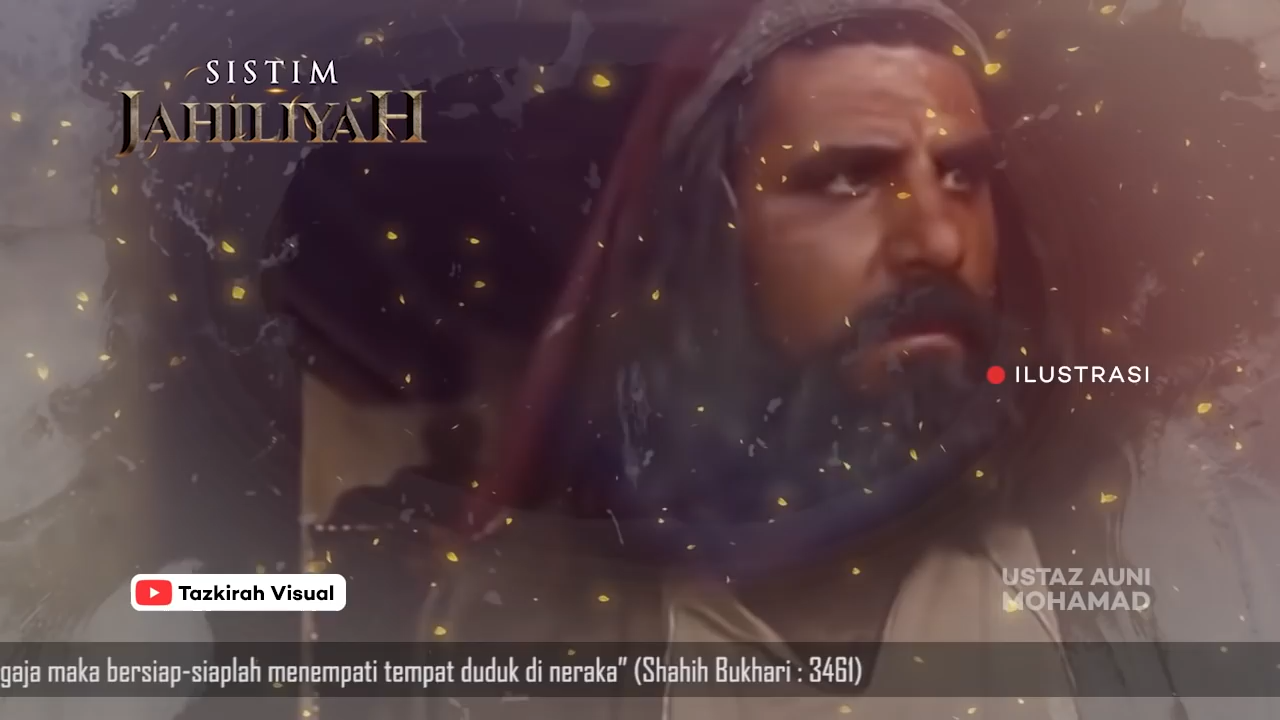 SISTIM
JAHILIYAH
ILUSTRASI
Tazkirah Visual
USTAZ AUNI
MOHAMAD
gaja maka bersiap-siaplah menempati tempat duduk di neraka” (Shahih Bukhari : 3461)